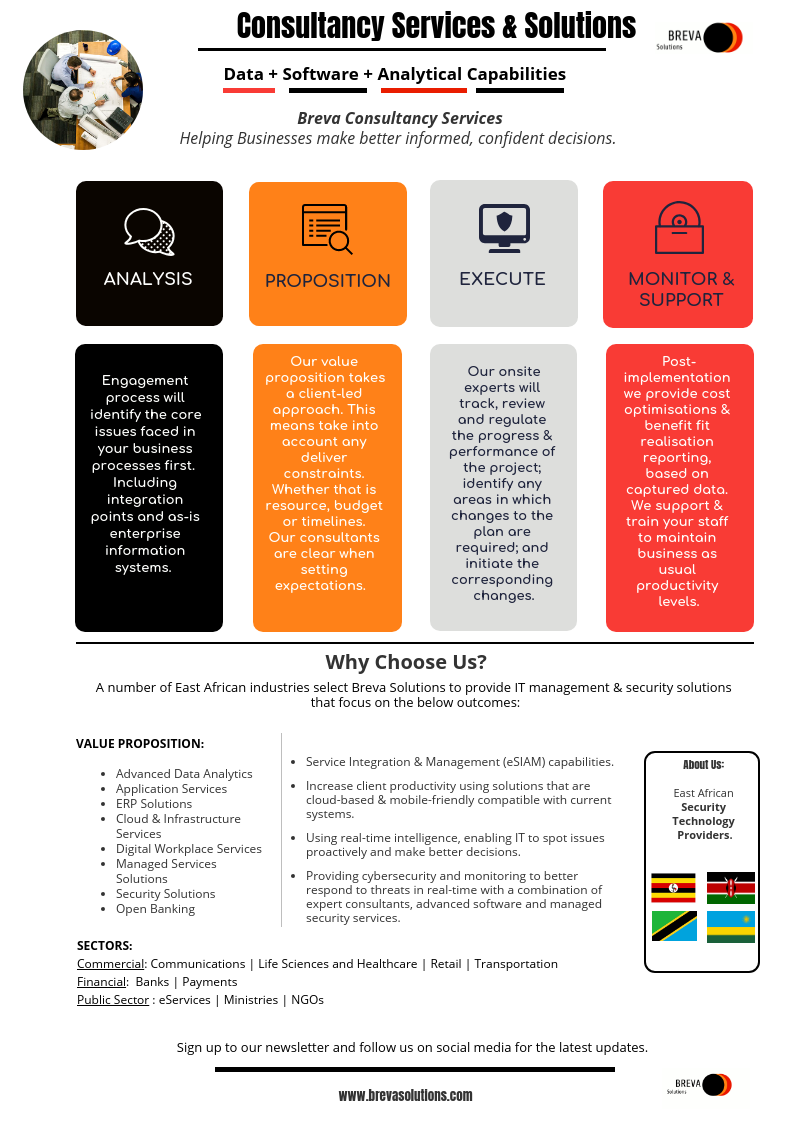 Consultancy Services & Solutions
BREVA
Solutions
Data + Software + Analytical Capabilities
Breva Consultancy Services
Helping Businesses make better informed, confident decisions.
ANALYSIS
PROPOSITION
EXECUTE
MONITOR &
SUPPORT
Engagement
process will
identify the core
issues faced in
your business
processes first.
Including
integration
points and as-is
enterprise
information
systems.
Our value
proposition takes
a client-led
approach. This
means take into
account any
deliver
constraints.
Whether that is
resource, budget
or timelines.
Our consultants
are clear when
setting
expectations.
Our onsite
experts will
track, review
and regulate
the progress &
performance of
the project;
identify any
areas in which
changes to the
plan are
required; and
initiate the
corresponding
changes.
Post-
implementation
we provide cost
optimisations &
benefit fit
realisation
reporting,
based on
captured data.
We support &
train your staff
to maintain
business as
usual
productivity
levels.
Why Choose Us?
A number of East African industries select Breva Solutions to provide IT management & security solutions
that focus on the below outcomes:
VALUE PROPOSITION:
• Advanced Data Analytics
• Application Services
• ERP Solutions
• Cloud & Infrastructure
Services
• Digital Workplace Services
• Managed Services
Solutions
• Security Solutions
• Open Banking
• Service Integration & Management (eSIAM) capabilities.
• Increase client productivity using solutions that are
cloud-based & mobile-friendly compatible with current
systems.
• Using real-time intelligence, enabling IT to spot issues
proactively and make better decisions.
• Providing cybersecurity and monitoring to better
respond to threats in real-time with a combination of
expert consultants, advanced software and managed
security services.
About Us:
East African
Security
Technology
Providers.
SECTORS:
Commercial: Communications | Life Sciences and Healthcare | Retail | Transportation
Financial:  Banks | Payments
Public Sector : eServices | Ministries | NGOs
Sign up to our newsletter and follow us on social media for the latest updates.
www.brevasolutions.com
BREVA
Solutions